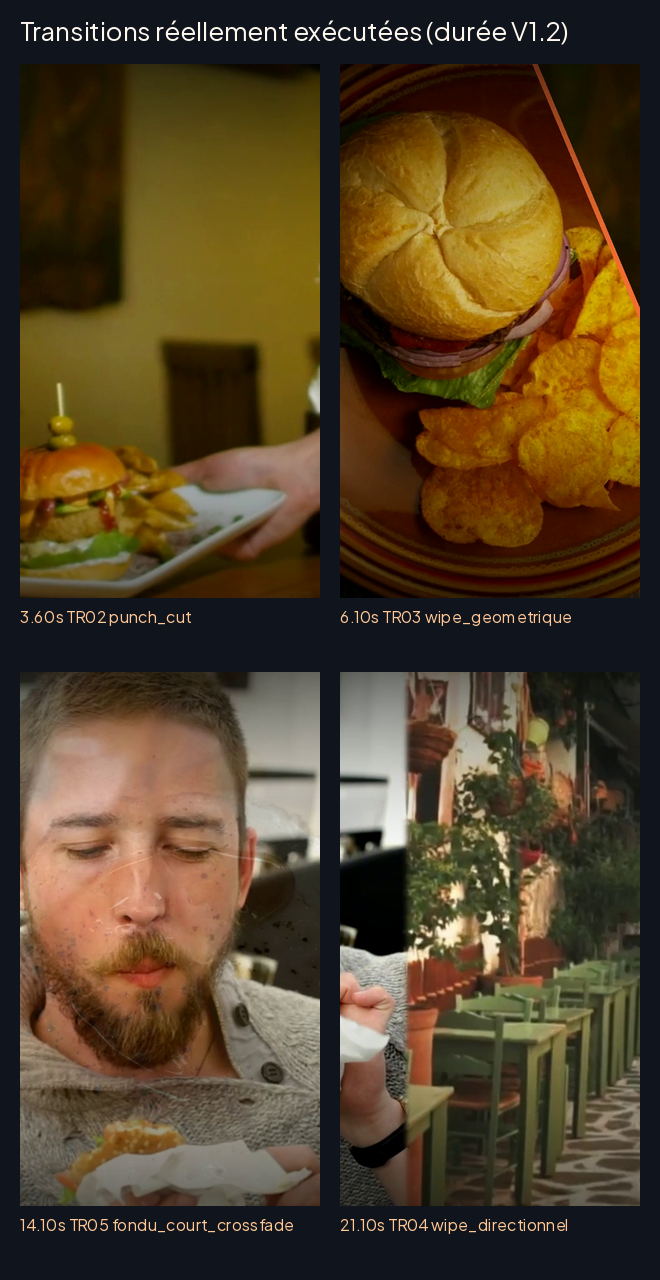 Transitions réellement exécutées (durée V1.2)
3.60s TR02 punch_cut
6.10s TR03 wipe_geometrique
14.10s TR05 fondu_court_crossfade
21.10s TR04 wipe_directionnel